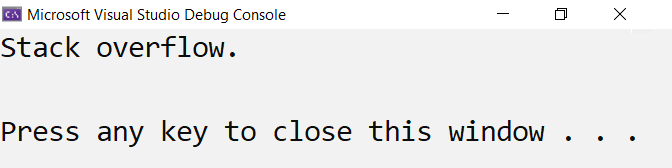 C:\ Microsoft Visual Studio Debug Console
Stack overflow.
Press any key to close this window . . .